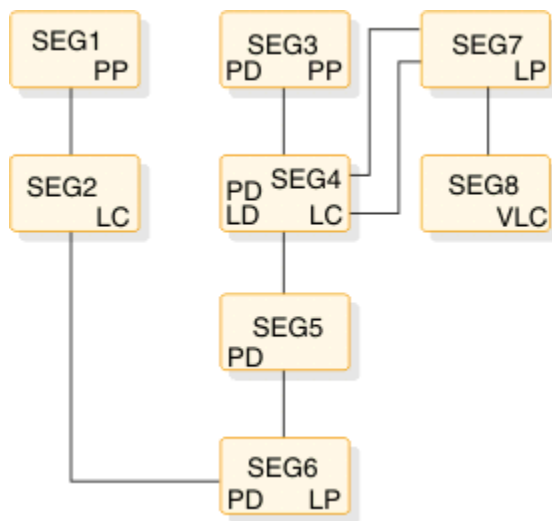 SEG1
PP
SEG3
PD PP
SEG7
LP
SEG2
LC
SEG4
PD
LD LC
SEG8
VLC
SEG5
PD
SEG6
PD LP